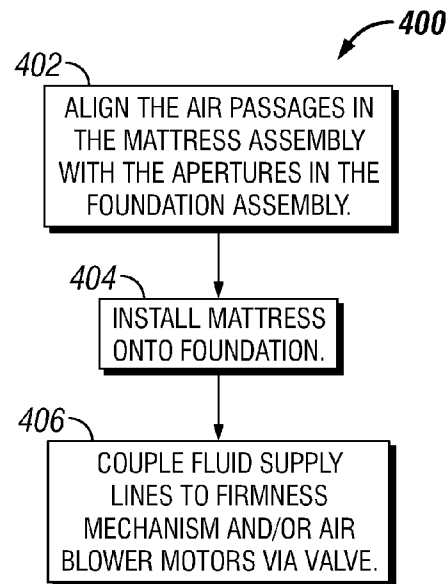 400
402
ALIGN THE AIR PASSAGES IN
THE MATTRESS ASSEMBLY
WITH THE APERTURES IN THE
FOUNDATION ASSEMBLY.
404
INSTALL MATTRESS
ONTO FOUNDATION.
406
COUPLE FLUID SUPPLY
LINES TO FIRMNESS
MECHANISM AND/OR AIR
BLOWER MOTORS VIA VALVE.